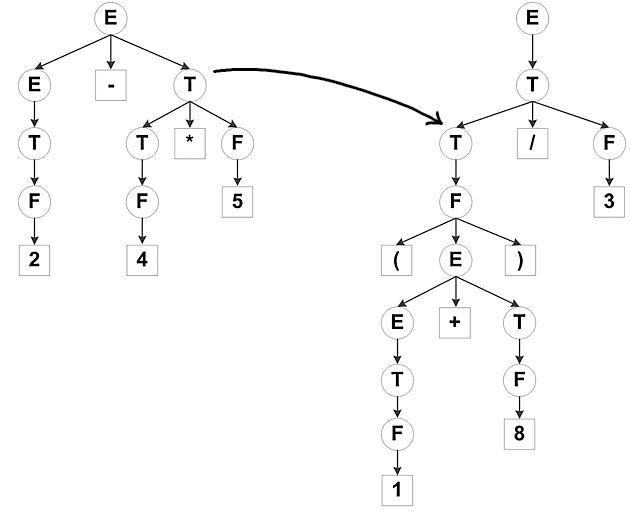 E E
E - T T
T T * F T / F
F F 5 F 3
2 4 ( E )
E + T
T F
F 8
1